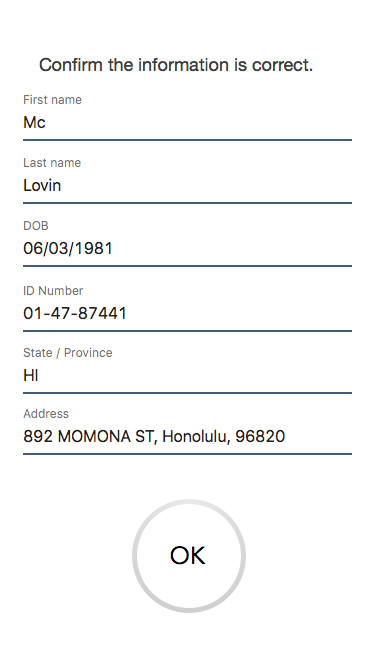 Confirm the information is correct.
First name
Mc
Last name
Lovin
DOB
06/03/1981
ID Number
01-47-87441
State / Province
HI
Address
892 MOMONA ST, Honolulu, 96820
OK